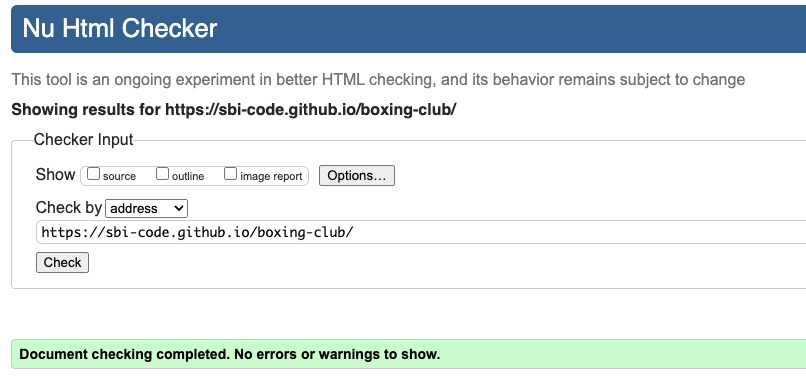 Nu Html Checker
This tool is an ongoing experiment in better HTML checking, and its behavior remains subject to change
Showing results for https://sbi-code.github.io/boxing-club/
Checker Input
Show source outline image report Options…
Check by address
https://sbi-code.github.io/boxing-club/
Check
Document checking completed. No errors or warnings to show.